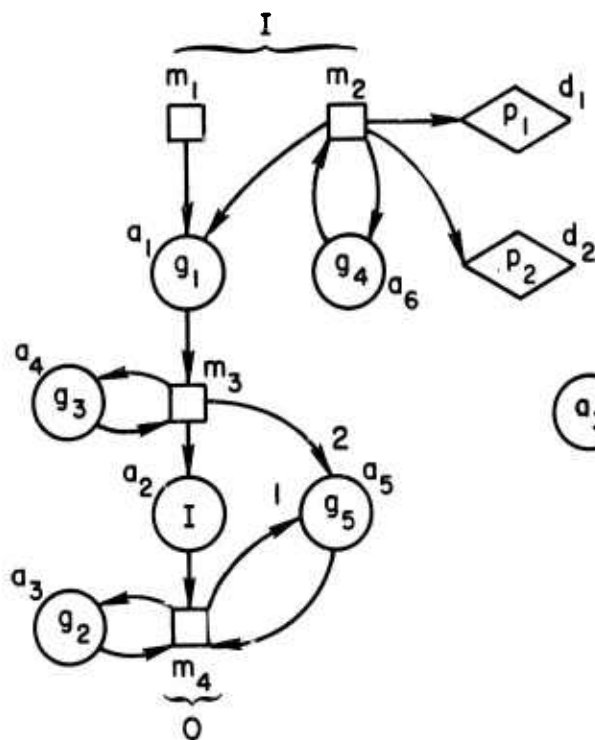 I
m₁ m₂ d₁
p₁
a₁ g₁ g₄ a₆ p₂ d₂
a₄ m₃
g₃ a
2
a₂ 1 a₅
I g₅
a₃
g₂
m₄
O